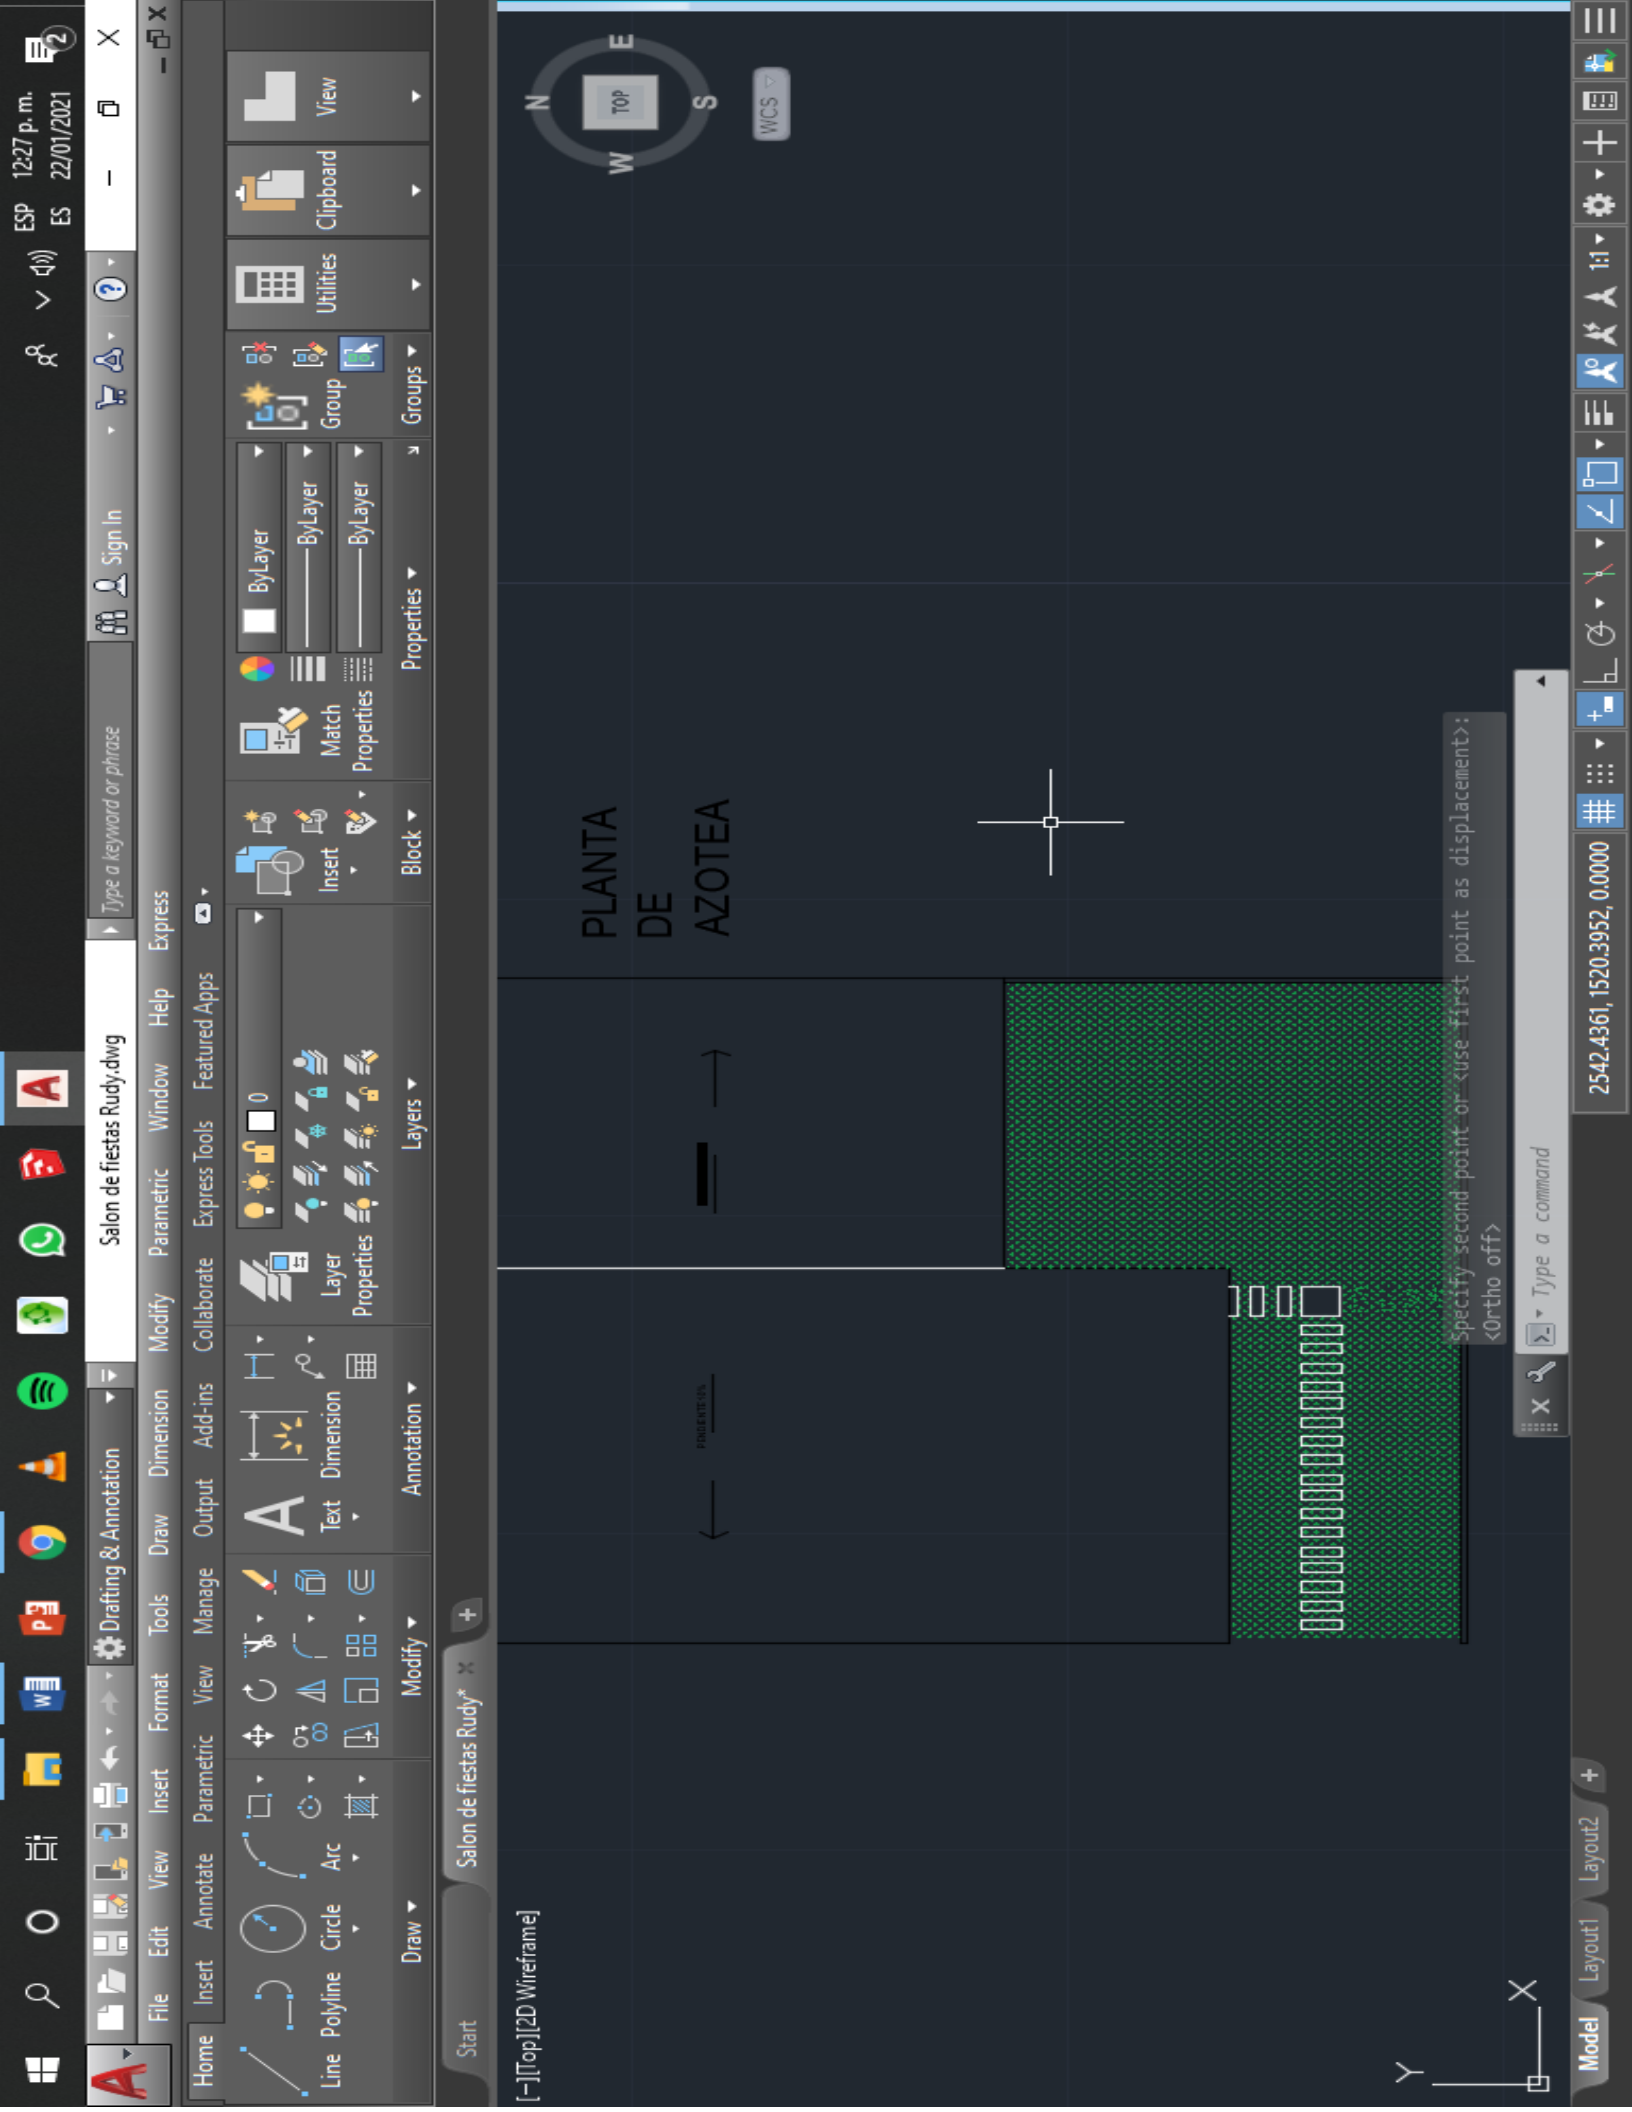 2
12:27 p. m.
22/01/2021
ESP
ES
Salon de fiestas Rudy.dwg
Type a keyword or phrase
Sign In
Drafting & Annotation
File Edit View Insert Format Tools Draw Dimension Modify Parametric Window Help Express
Home Insert Annotate Parametric View Manage Output Add-ins Collaborate Express Tools Featured Apps
Line Polyline Circle Arc
Draw
Modify
Text Dimension
Annotation
Layer
Properties
0
Layers
Insert
Block
Match
Properties
ByLayer
ByLayer
ByLayer
Properties
Group
Groups
Utilities
Clipboard
View
Start
Salon de fiestas Rudy*
[−][Top][2D Wireframe]
PLANTA
DE
AZOTEA
N
W
TOP
E
S
WCS
Y
X
Specify second point or <use first point as displacement>:
<Ortho off>
Type a command
Model
Layout1
Layout2
2542.4361, 1520.3952, 0.0000
1:1